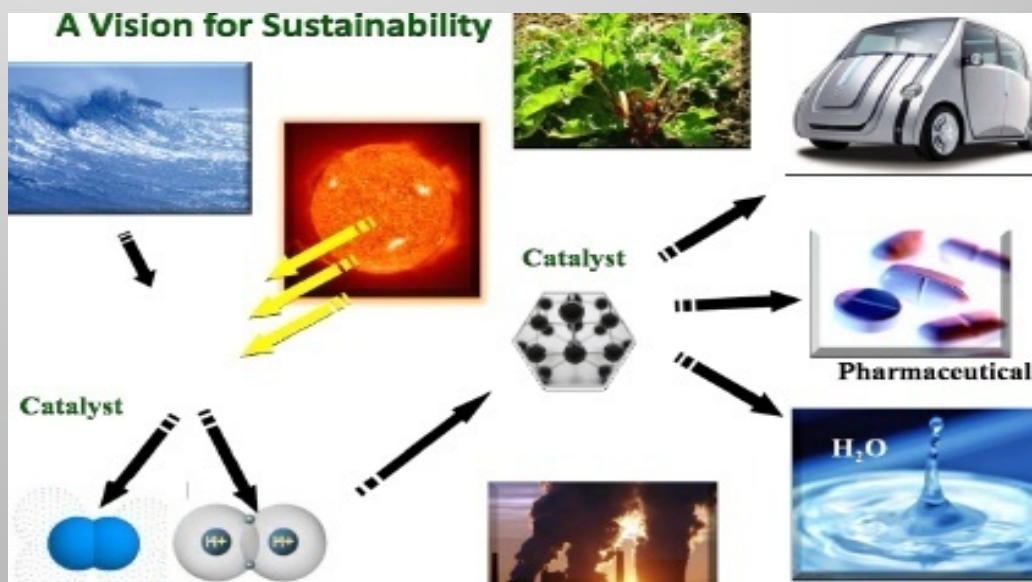 A Vision for Sustainability
Catalyst
Pharmaceutical
Catalyst
H₂O
H+ H+